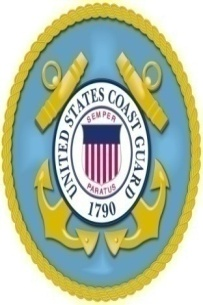 UNITED STATES COAST GUARD
SEMPER
PARATUS
1790